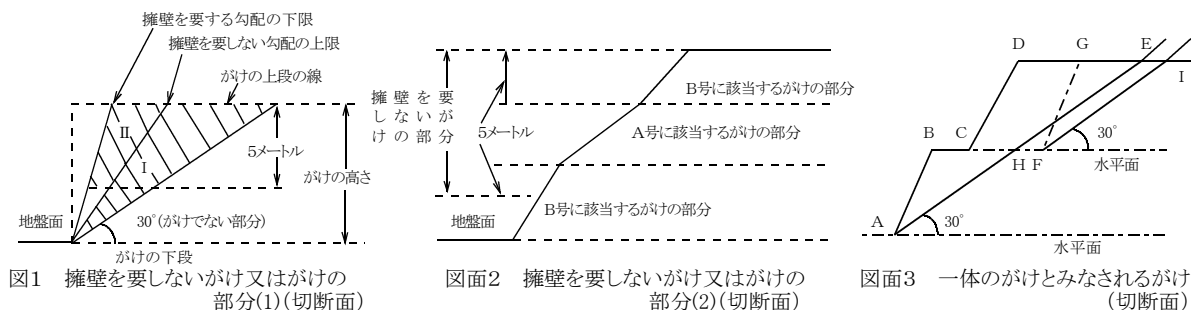 擁壁を要する勾配の下限
擁壁を要しない勾配の上限
がけの上段の線
II
I
5メートル
がけの高さ
地盤面
30°(がけでない部分)
がけの下段
図1 擁壁を要しないがけ又はがけの
部分(1)(切断面)
擁壁を要
しないが
けの部分
5メートル
B号に該当するがけの部分
A号に該当するがけの部分
B号に該当するがけの部分
地盤面
図面2 擁壁を要しないがけ又はがけの
部分(2)(切断面)
D
G
E
I
B
C
30°
H
F
水平面
A
30°
水平面
図面3 一体のがけとみなされるがけ
(切断面)